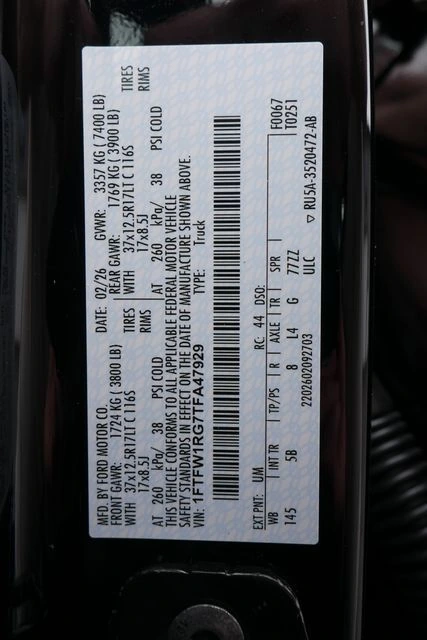 MFD. BY FORD MOTOR CO.
DATE: 02/26 GVWR: 3357 KG ( 7400 LB)
FRONT GAWR: 1724 KG ( 3800 LB) REAR GAWR: 1769 KG ( 3900 LB)
WITH 37x12.5R17LT C 116S TIRES WITH 37x12.5R17LT C 116S TIRES
17x8.5J RIMS 17x8.5J RIMS
AT 260 kPa/ 38 PSI COLD AT 260 kPa/ 38 PSI COLD
THIS VEHICLE CONFORMS TO ALL APPLICABLE FEDERAL MOTOR VEHICLE
SAFETY STANDARDS IN EFFECT ON THE DATE OF MANUFACTURE SHOWN ABOVE.
VIN: 1FTFW1RG7TFA47929 TYPE: Truck
F0067
T0251
EXT PNT: UM RC: 44 DSO:
WB INT TR TP/PS R AXLE TR SPR
145 5B 8 L4 G 77ZZ
ULC
2202602092703 ▽ RU5A-3520472-AB